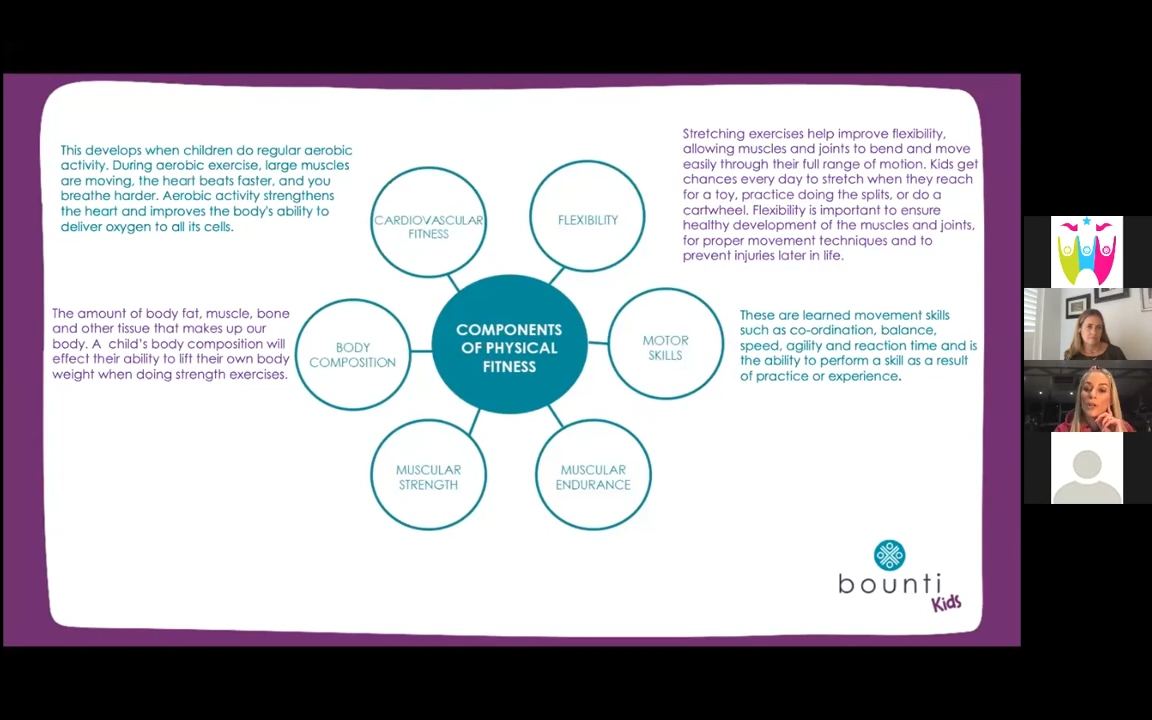 This develops when children do regular aerobic
activity. During aerobic exercise, large muscles
are moving, the heart beats faster, and you
breathe harder. Aerobic activity strengthens
the heart and improves the body's ability to
deliver oxygen to all its cells.
CARDIOVASCULAR
FITNESS
FLEXIBILITY
Stretching exercises help improve flexibility,
allowing muscles and joints to bend and move
easily through their full range of motion. Kids get
chances every day to stretch when they reach
for a toy, practice doing the splits, or do a
cartwheel. Flexibility is important to ensure
healthy development of the muscles and joints,
for proper movement techniques and to
prevent injuries later in life.
The amount of body fat, muscle, bone
and other tissue that makes up our
body. A child's body composition will
effect their ability to lift their own body
weight when doing strength exercises.
BODY
COMPOSITION
COMPONENTS
OF PHYSICAL
FITNESS
MOTOR
SKILLS
These are learned movement skills
such as co-ordination, balance,
speed, agility and reaction time and is
the ability to perform a skill as a result
of practice or experience.
MUSCULAR
STRENGTH
MUSCULAR
ENDURANCE
bounti
Kids